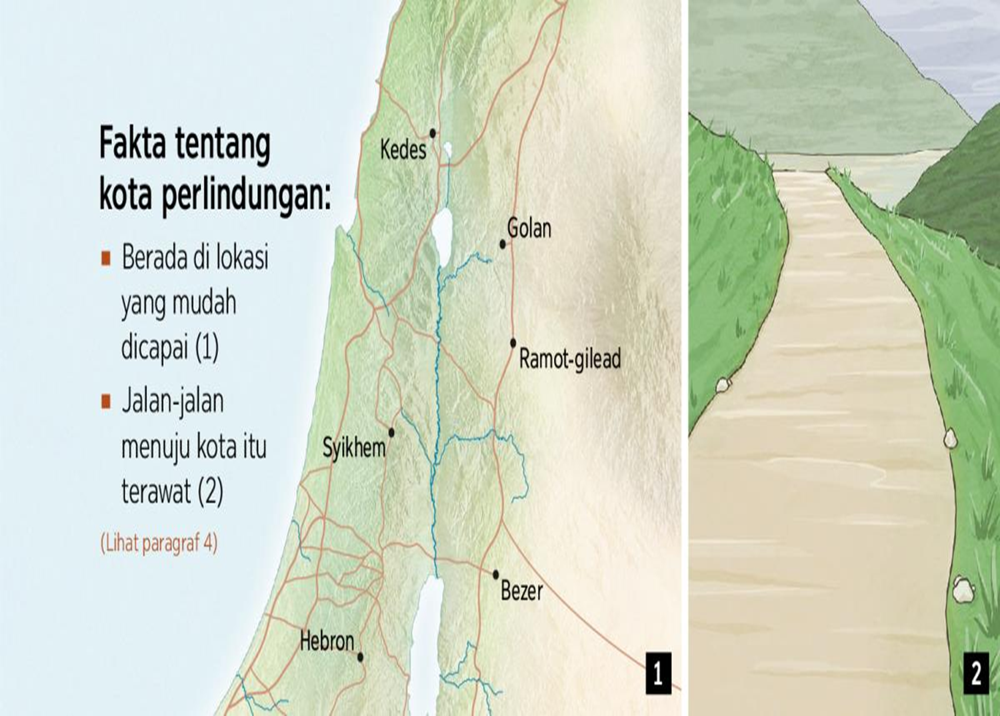 Fakta tentang
kota perlindungan:
■ Berada di lokasi
yang mudah
dicapai (1)
■ Jalan-jalan
menuju kota itu
terawat (2)
(Lihat paragraf 4)
Kedes
Golan
Ramot-gilead
Syikhem
Bezer
Hebron
1
2